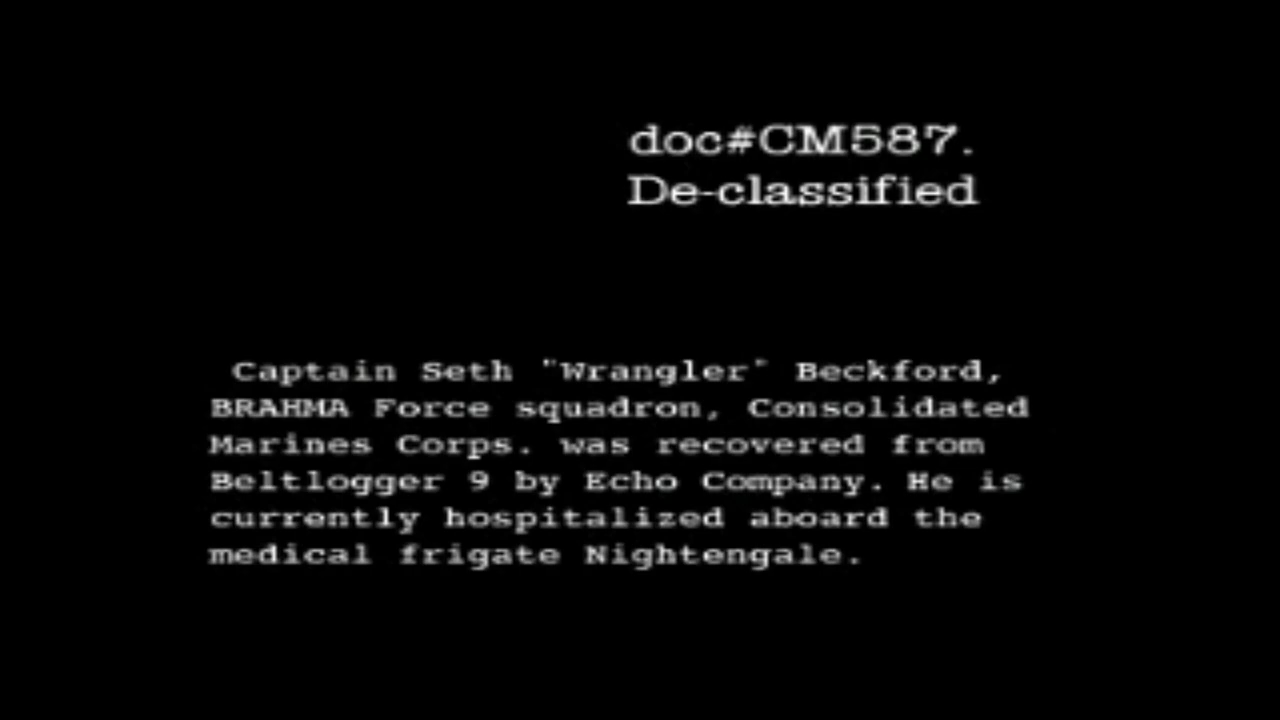 doc#CM587.
De-classified
Captain Seth "Wrangler" Beckford,
BRAHMA Force squadron, Consolidated
Marines Corps. was recovered from
Beltlogger 9 by Echo Company. He is
currently hospitalized aboard the
medical frigate Nightengale.